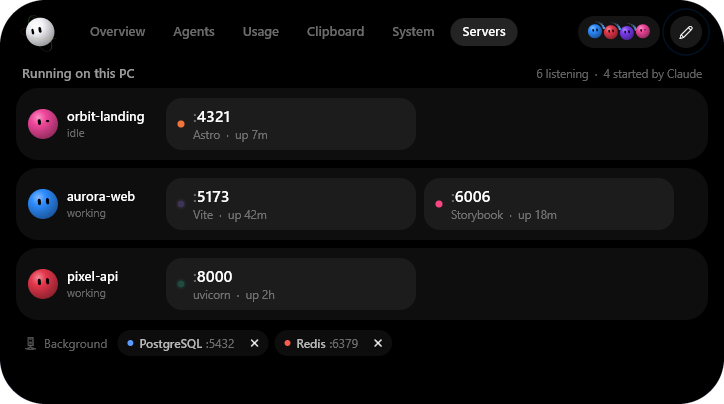 Overview Agents Usage Clipboard System Servers
Running on this PC 6 listening · 4 started by Claude
orbit-landing
idle
:4321
Astro · up 7m
aurora-web
working
:5173
Vite · up 42m
:6006
Storybook · up 18m
pixel-api
working
:8000
uvicorn · up 2h
Background PostgreSQL :5432 Redis :6379